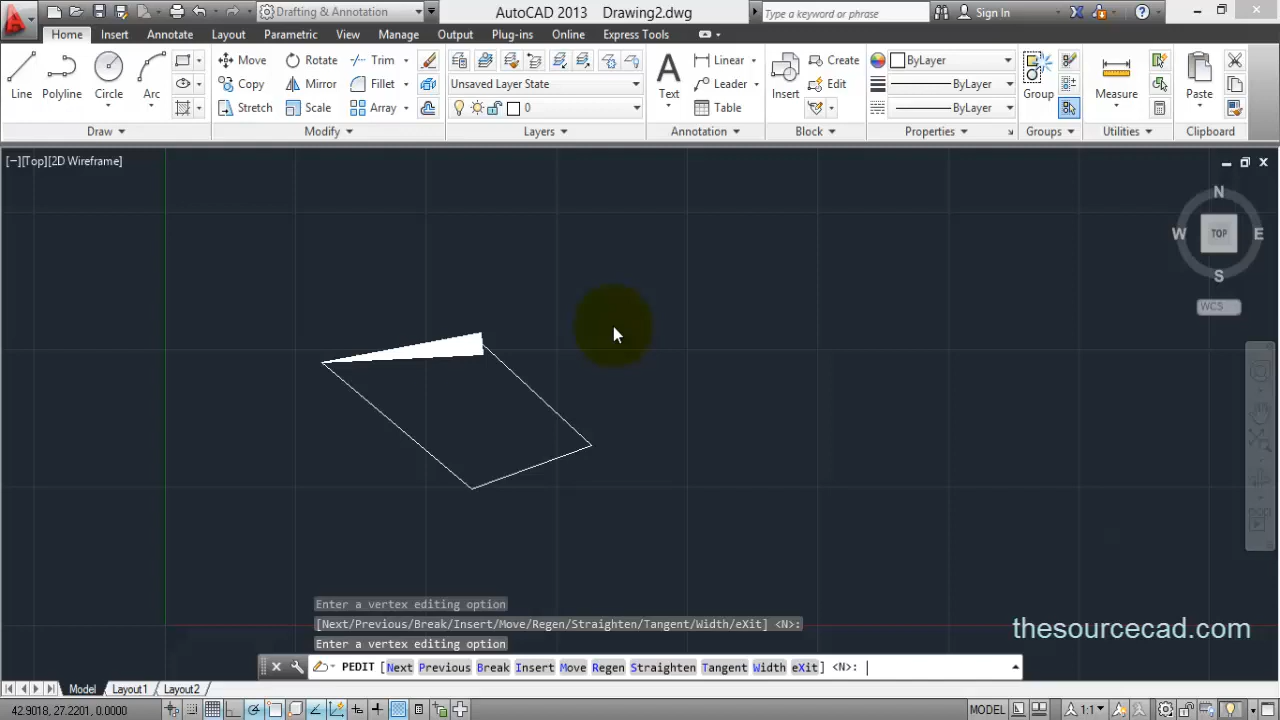 Drafting & Annotation
AutoCAD 2013 Drawing2.dwg
Type a keyword or phrase
Sign In
Home Insert Annotate Layout Parametric View Manage Output Plug-ins Online Express Tools
Line
Polyline
Circle
Arc
Move
Copy
Stretch
Rotate
Mirror
Scale
Trim
Fillet
Array
Unsaved Layer State
0
Text
Linear
Leader
Table
Insert
Create
Edit
ByLayer
ByLayer
ByLayer
Group
Measure
Paste
Draw Modify Layers Annotation Block Properties Groups Utilities Clipboard
[−][Top][2D Wireframe]
N
W TOP E
S
WCS
Enter a vertex editing option
[Next/Previous/Break/Insert/Move/Regen/Straighten/Tangent/Width/eXit] <N>:
Enter a vertex editing option
thesourcecad.com
PEDIT [Next Previous Break Insert Move Regen Straighten Tangent Width eXit] <N>:
Model Layout1 Layout2
42.9018, 27.2201, 0.0000
MODEL
1:1